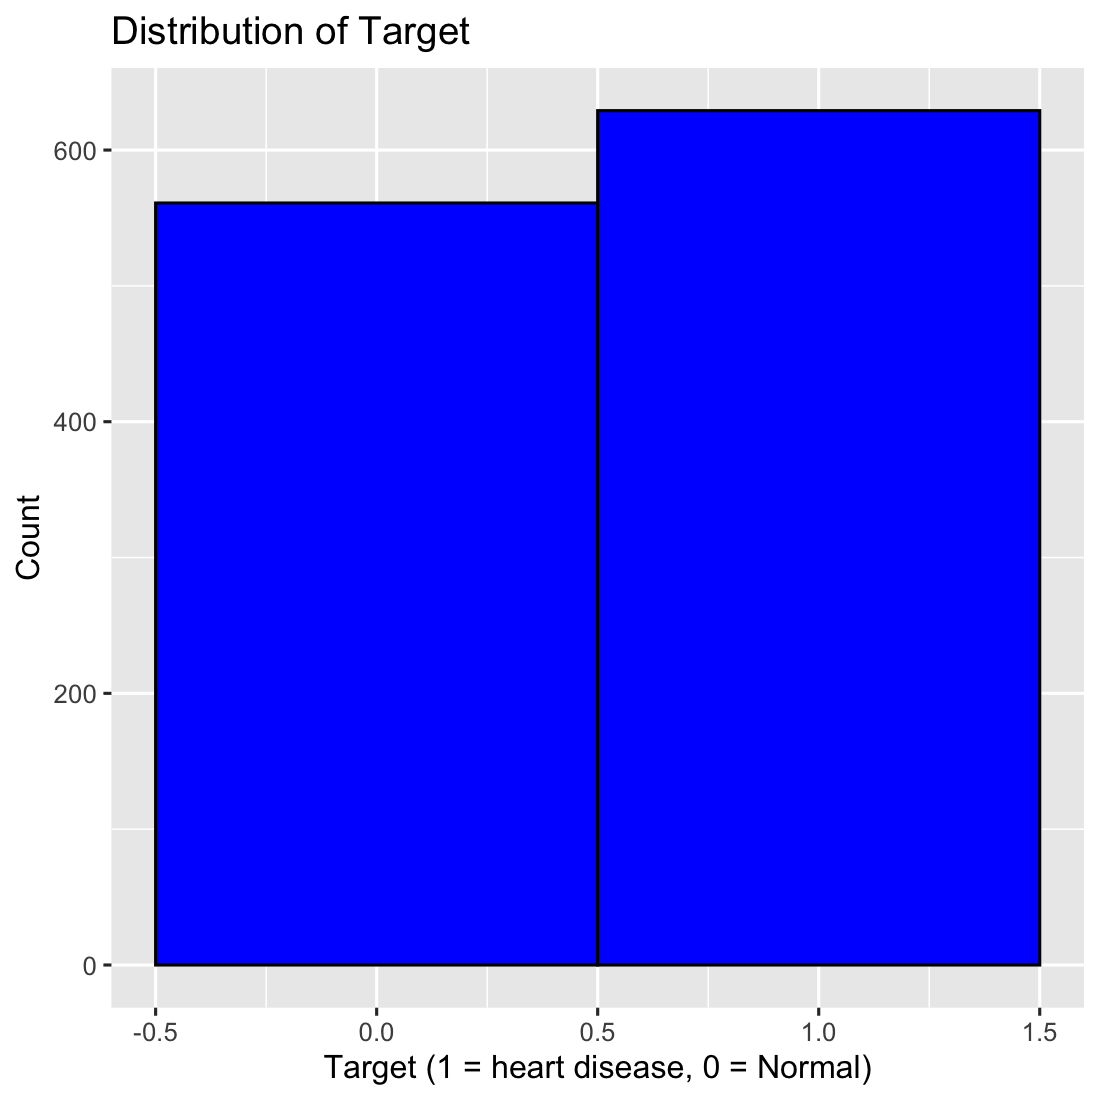 Distribution of Target
600
400
200
0
Count
-0.5 0.0 0.5 1.0 1.5
Target (1 = heart disease, 0 = Normal)